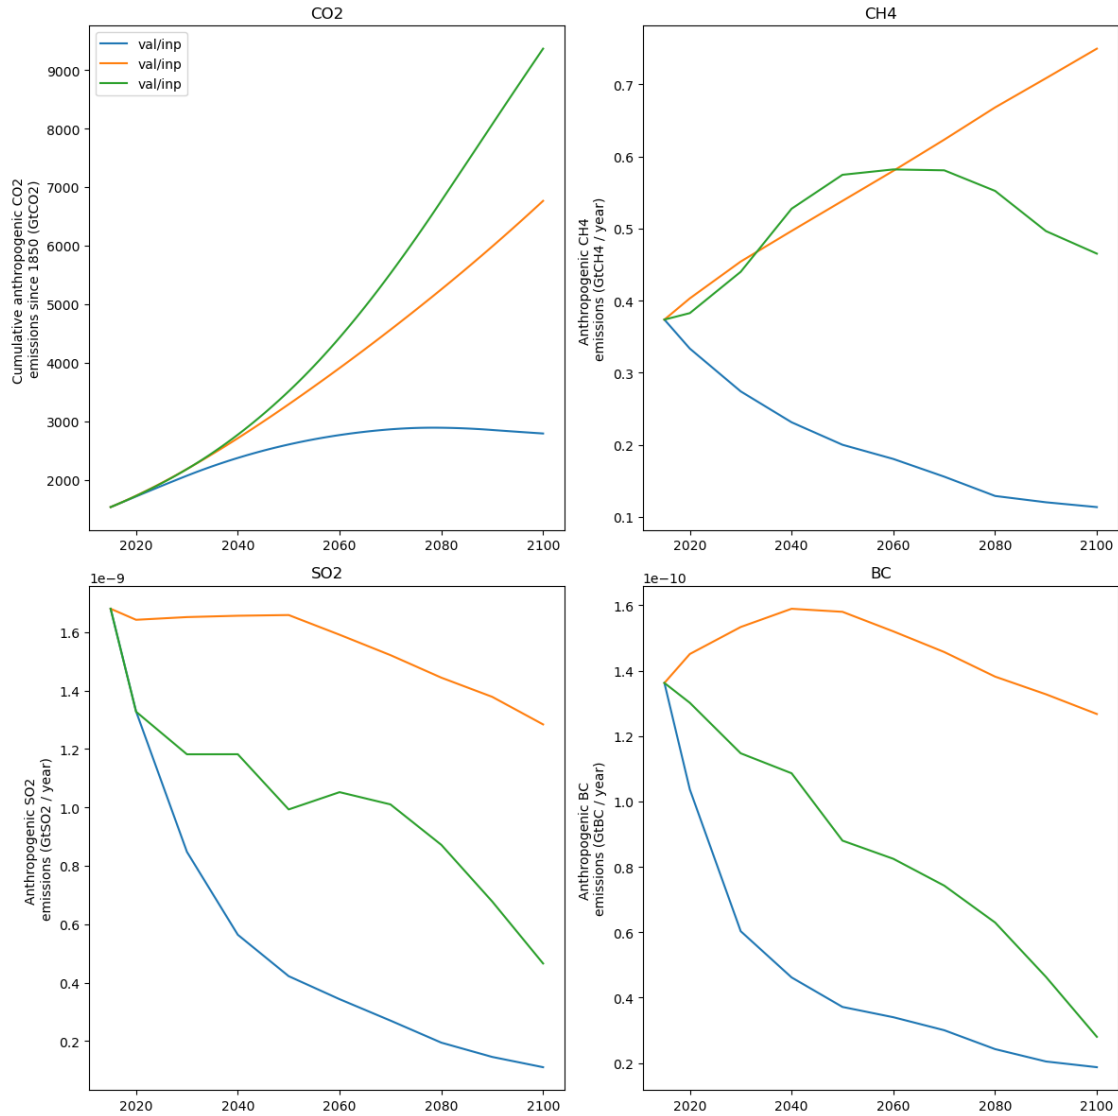 CO2
val/inp
val/inp
val/inp
Cumulative anthropogenic CO2
emissions since 1850 (GtCO2)
9000
8000
7000
6000
5000
4000
3000
2000
2020 2040 2060 2080 2100
CH4
Anthropogenic CH4
emissions (GtCH4 / year)
0.7
0.6
0.5
0.4
0.3
0.2
0.1
2020 2040 2060 2080 2100
SO2
1e−9
Anthropogenic SO2
emissions (GtSO2 / year)
1.6
1.4
1.2
1.0
0.8
0.6
0.4
0.2
2020 2040 2060 2080 2100
BC
1e−10
Anthropogenic BC
emissions (GtBC / year)
1.6
1.4
1.2
1.0
0.8
0.6
0.4
0.2
2020 2040 2060 2080 2100